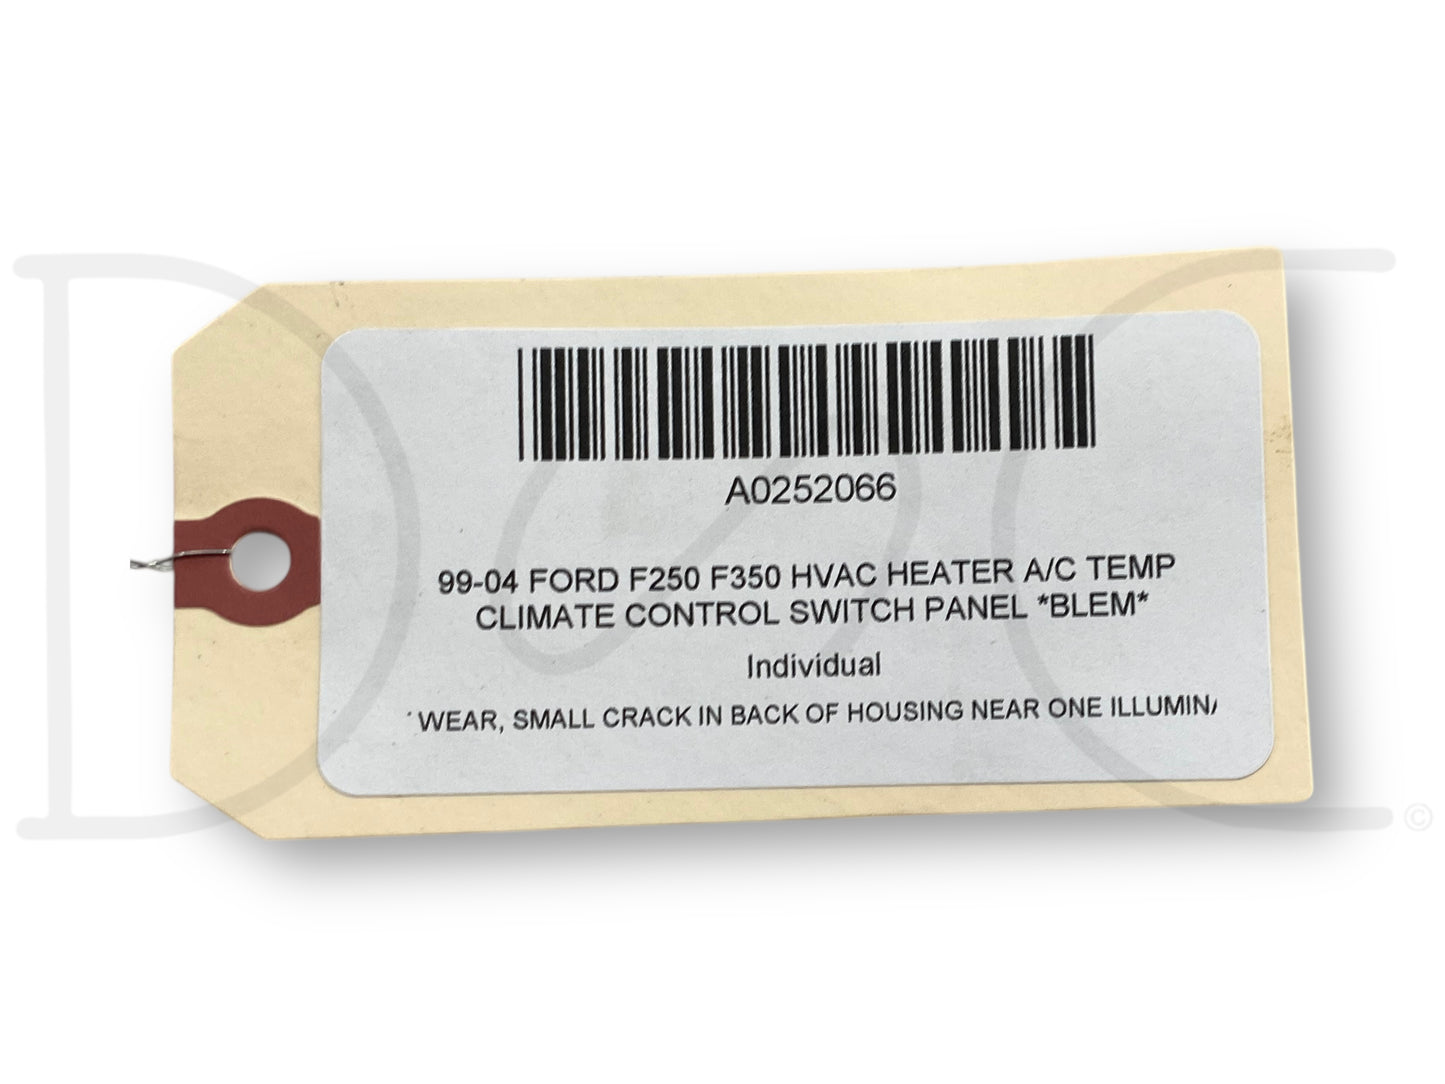 A0252066
99-04 FORD F250 F350 HVAC HEATER A/C TEMP
CLIMATE CONTROL SWITCH PANEL *BLEM*
Individual
WEAR, SMALL CRACK IN BACK OF HOUSING NEAR ONE
DC ©